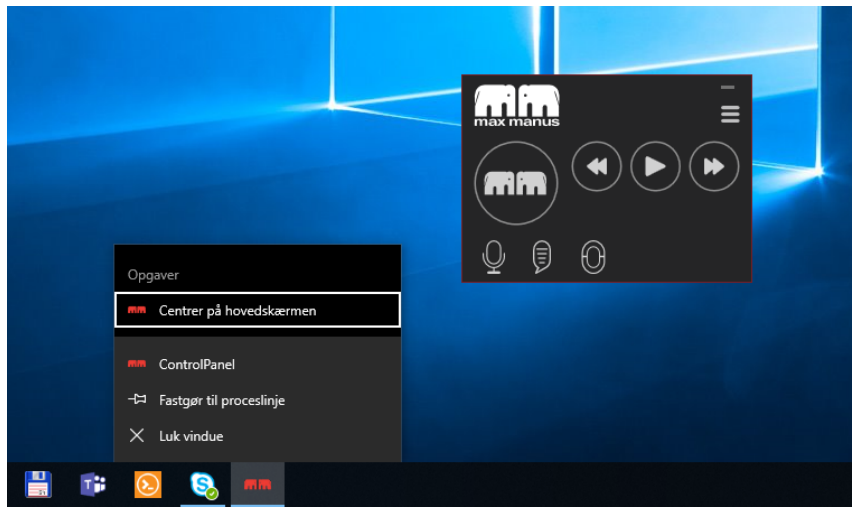 max manus
Opgaver
Centrer på hovedskærmen
ControlPanel
Fastgør til proceslinje
Luk vindue